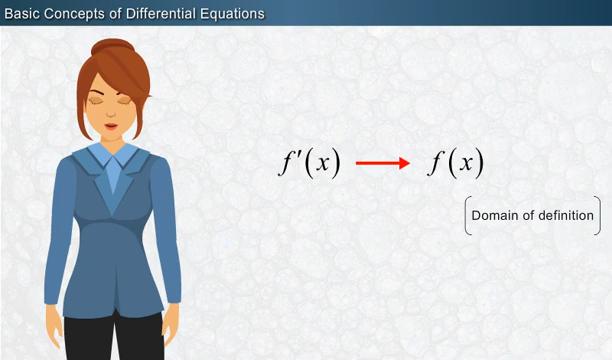 Basic Concepts of Differential Equations
f′(x) → f(x)
Domain of definition